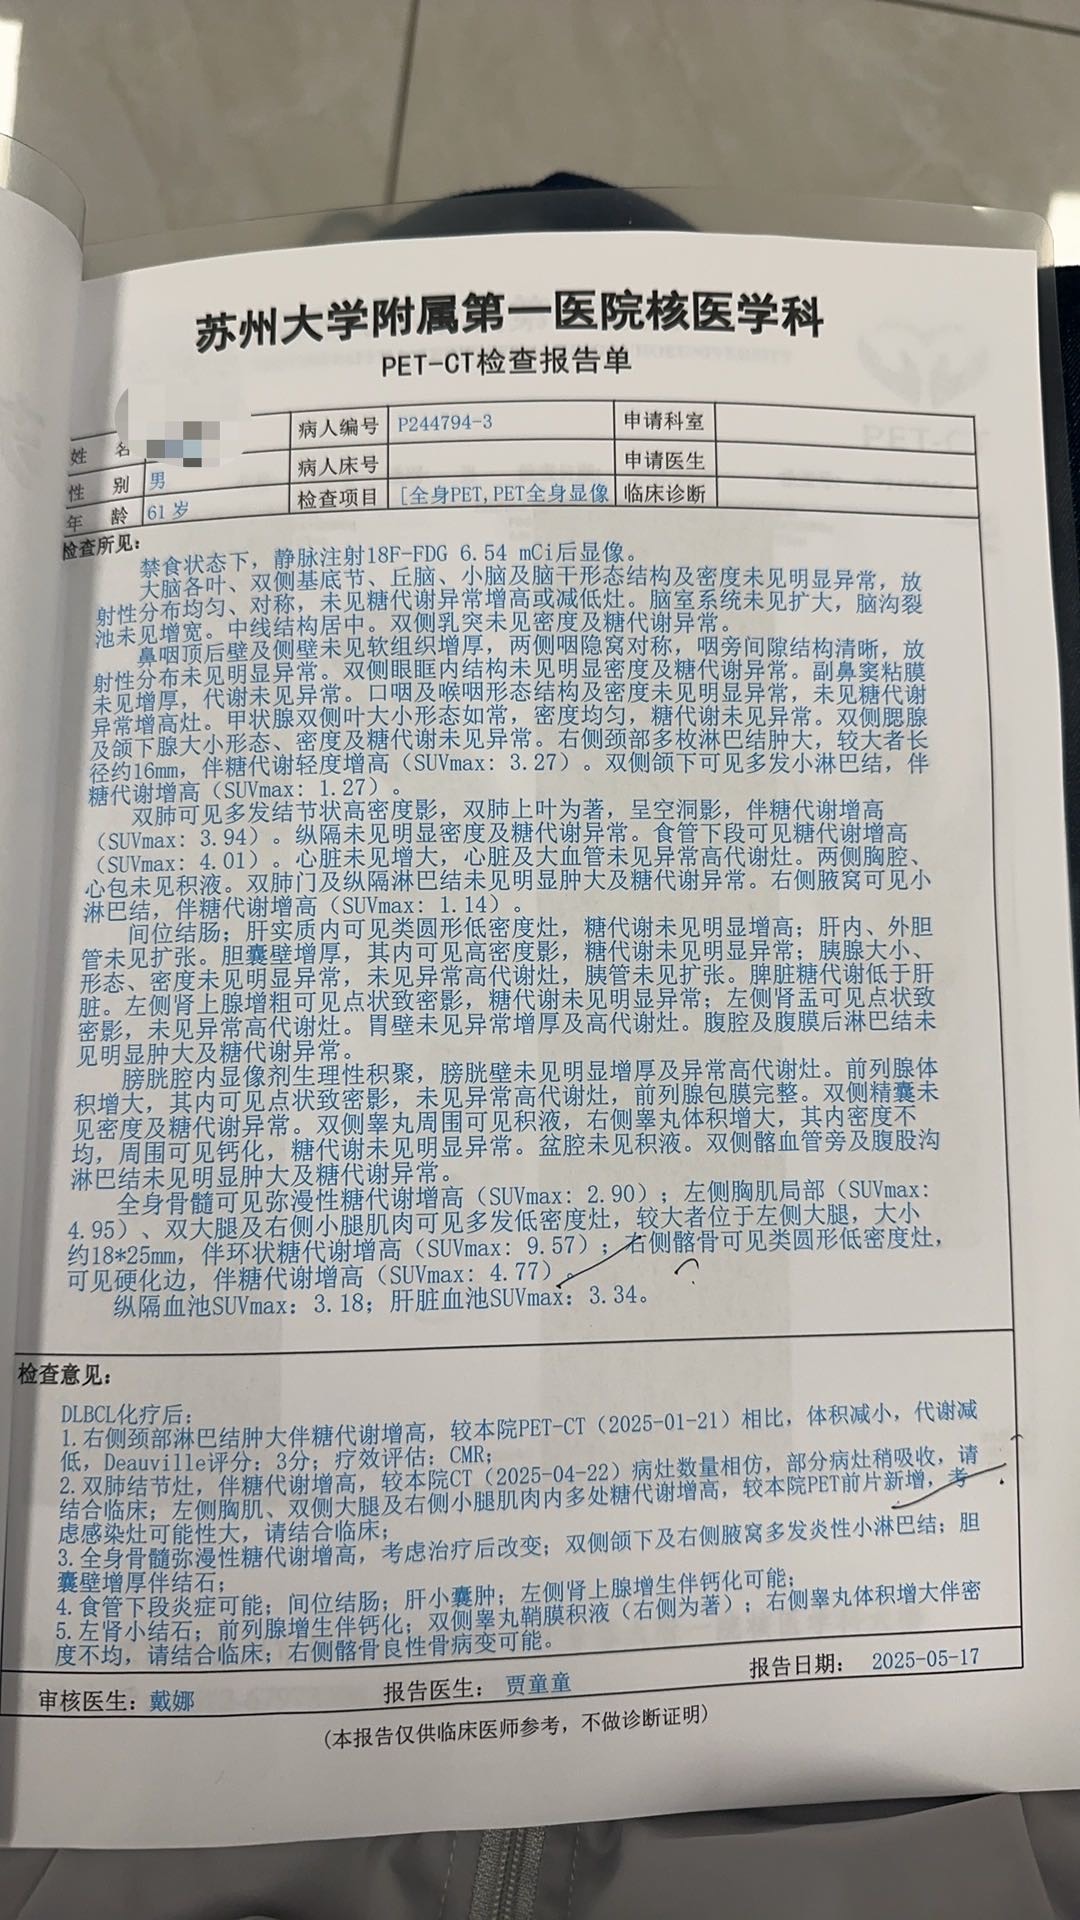 苏州大学附属第一医院核医学科
PET-CT检查报告单
姓 名 病人编号 P244794-3 申请科室
性 别 男 病人床号 申请医生
年 龄 61 岁 检查项目 [全身PET,PET全身显像 临床诊断
检查所见:
禁食状态下，静脉注射18F-FDG 6.54 mCi后显像。
大脑各叶、双侧基底节、丘脑、小脑及脑干形态结构及密度未见明显异常，放
射性分布均匀、对称，未见糖代谢异常增高或减低灶。脑室系统未见扩大，脑沟裂
池未见增宽。中线结构居中。双侧乳突未见密度及糖代谢异常。
鼻咽顶后壁及侧壁未见软组织增厚，两侧咽隐窝对称，咽旁间隙结构清晰，放
射性分布未见明显异常。双侧眼眶内结构未见明显密度及糖代谢异常。副鼻窦粘膜
未见增厚，代谢未见异常。口咽及喉咽形态结构及密度未见明显异常，未见糖代谢
异常增高灶。甲状腺双侧叶大小形态如常，密度均匀，糖代谢未见异常。双侧腮腺
及颌下腺大小形态、密度及糖代谢未见异常。右侧颈部多枚淋巴结肿大，较大者长
径约16mm，伴糖代谢轻度增高（SUVmax: 3.27）。双侧颌下可见多发小淋巴结，伴
糖代谢增高（SUVmax: 1.27）。
双肺可见多发结节状高密度影，双肺上叶为著，呈空洞影，伴糖代谢增高
（SUVmax: 3.94）。纵隔未见明显密度及糖代谢异常。食管下段可见糖代谢增高
（SUVmax: 4.01）。心脏未见增大，心脏及大血管未见异常高代谢灶。两侧胸腔、
心包未见积液。双肺门及纵隔淋巴结未见明显肿大及糖代谢异常。右侧腋窝可见小
淋巴结，伴糖代谢增高（SUVmax: 1.14）。
间位结肠；肝实质内可见类圆形低密度灶，糖代谢未见明显增高；肝内、外胆
管未见扩张。胆囊壁增厚，其内可见高密度影，糖代谢未见明显异常；胰腺大小、
形态、密度未见明显异常，未见异常高代谢灶，胰管未见扩张。脾脏糖代谢低于肝
脏。左侧肾上腺增粗可见点状致密影，糖代谢未见明显异常；左侧肾盂可见点状致
密影，未见异常高代谢灶。胃壁未见异常增厚及高代谢灶。腹腔及腹膜后淋巴结未
见明显肿大及糖代谢异常。
膀胱腔内显像剂生理性积聚，膀胱壁未见明显增厚及异常高代谢灶。前列腺体
积增大，其内可见点状致密影，未见异常高代谢灶，前列腺包膜完整。双侧精囊未
见密度及糖代谢异常。双侧睾丸周围可见积液，右侧睾丸体积增大，其内密度不
均，周围可见钙化，糖代谢未见明显异常。盆腔未见积液。双侧髂血管旁及腹股沟
淋巴结未见明显肿大及糖代谢异常。
全身骨髓可见弥漫性糖代谢增高（SUVmax: 2.90）；左侧胸肌局部（SUVmax:
4.95）、双大腿及右侧小腿肌肉可见多发低密度灶，较大者位于左侧大腿，大小
约18*25mm，伴环状糖代谢增高（SUVmax: 9.57）；右侧髂骨可见类圆形低密度灶，
可见硬化边，伴糖代谢增高（SUVmax: 4.77）。
纵隔血池SUVmax: 3.18；肝脏血池SUVmax: 3.34。
检查意见:
DLBCL化疗后:
1.右侧颈部淋巴结肿大伴糖代谢增高，较本院PET-CT（2025-01-21）相比，体积减小，代谢减
低，Deauville评分: 3分；疗效评估: CMR；
2.双肺结节灶，伴糖代谢增高，较本院CT（2025-04-22）病灶数量相仿，部分病灶稍吸收，请
结合临床；左侧胸肌、双侧大腿及右侧小腿肌肉内多处糖代谢增高，较本院PET前片新增，考
虑感染灶可能性大，请结合临床；
3.全身骨髓弥漫性糖代谢增高，考虑治疗后改变；双侧颌下及右侧腋窝多发炎性小淋巴结；胆
囊壁增厚伴结石；
4.食管下段炎症可能；间位结肠；肝小囊肿；左侧肾上腺增生伴钙化可能；
5.左肾小结石；前列腺增生伴钙化；双侧睾丸鞘膜积液（右侧为著）；右侧睾丸体积增大伴密
度不均，请结合临床；右侧髂骨良性骨病变可能。
审核医生: 戴娜 报告医生: 贾童童 报告日期: 2025-05-17
（本报告仅供临床医师参考，不做诊断证明）